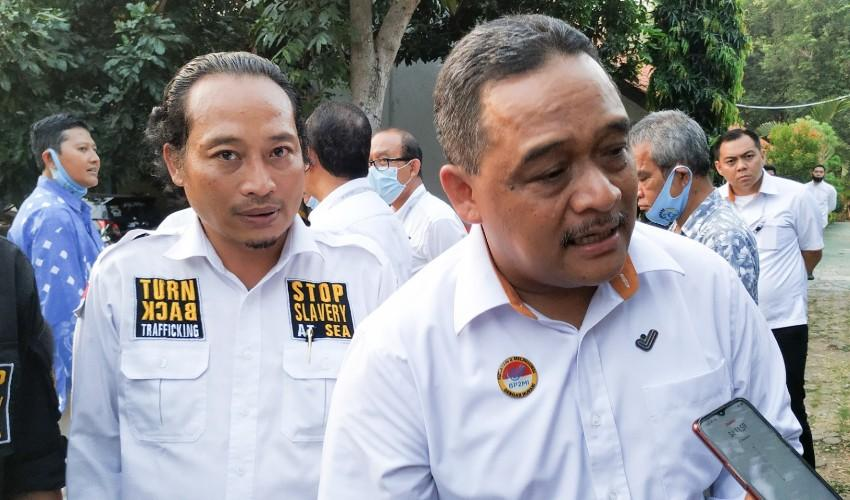 TURN
BACK
TRAFFICKING
STOP
SLAVERY
AT SEA
BP2MI